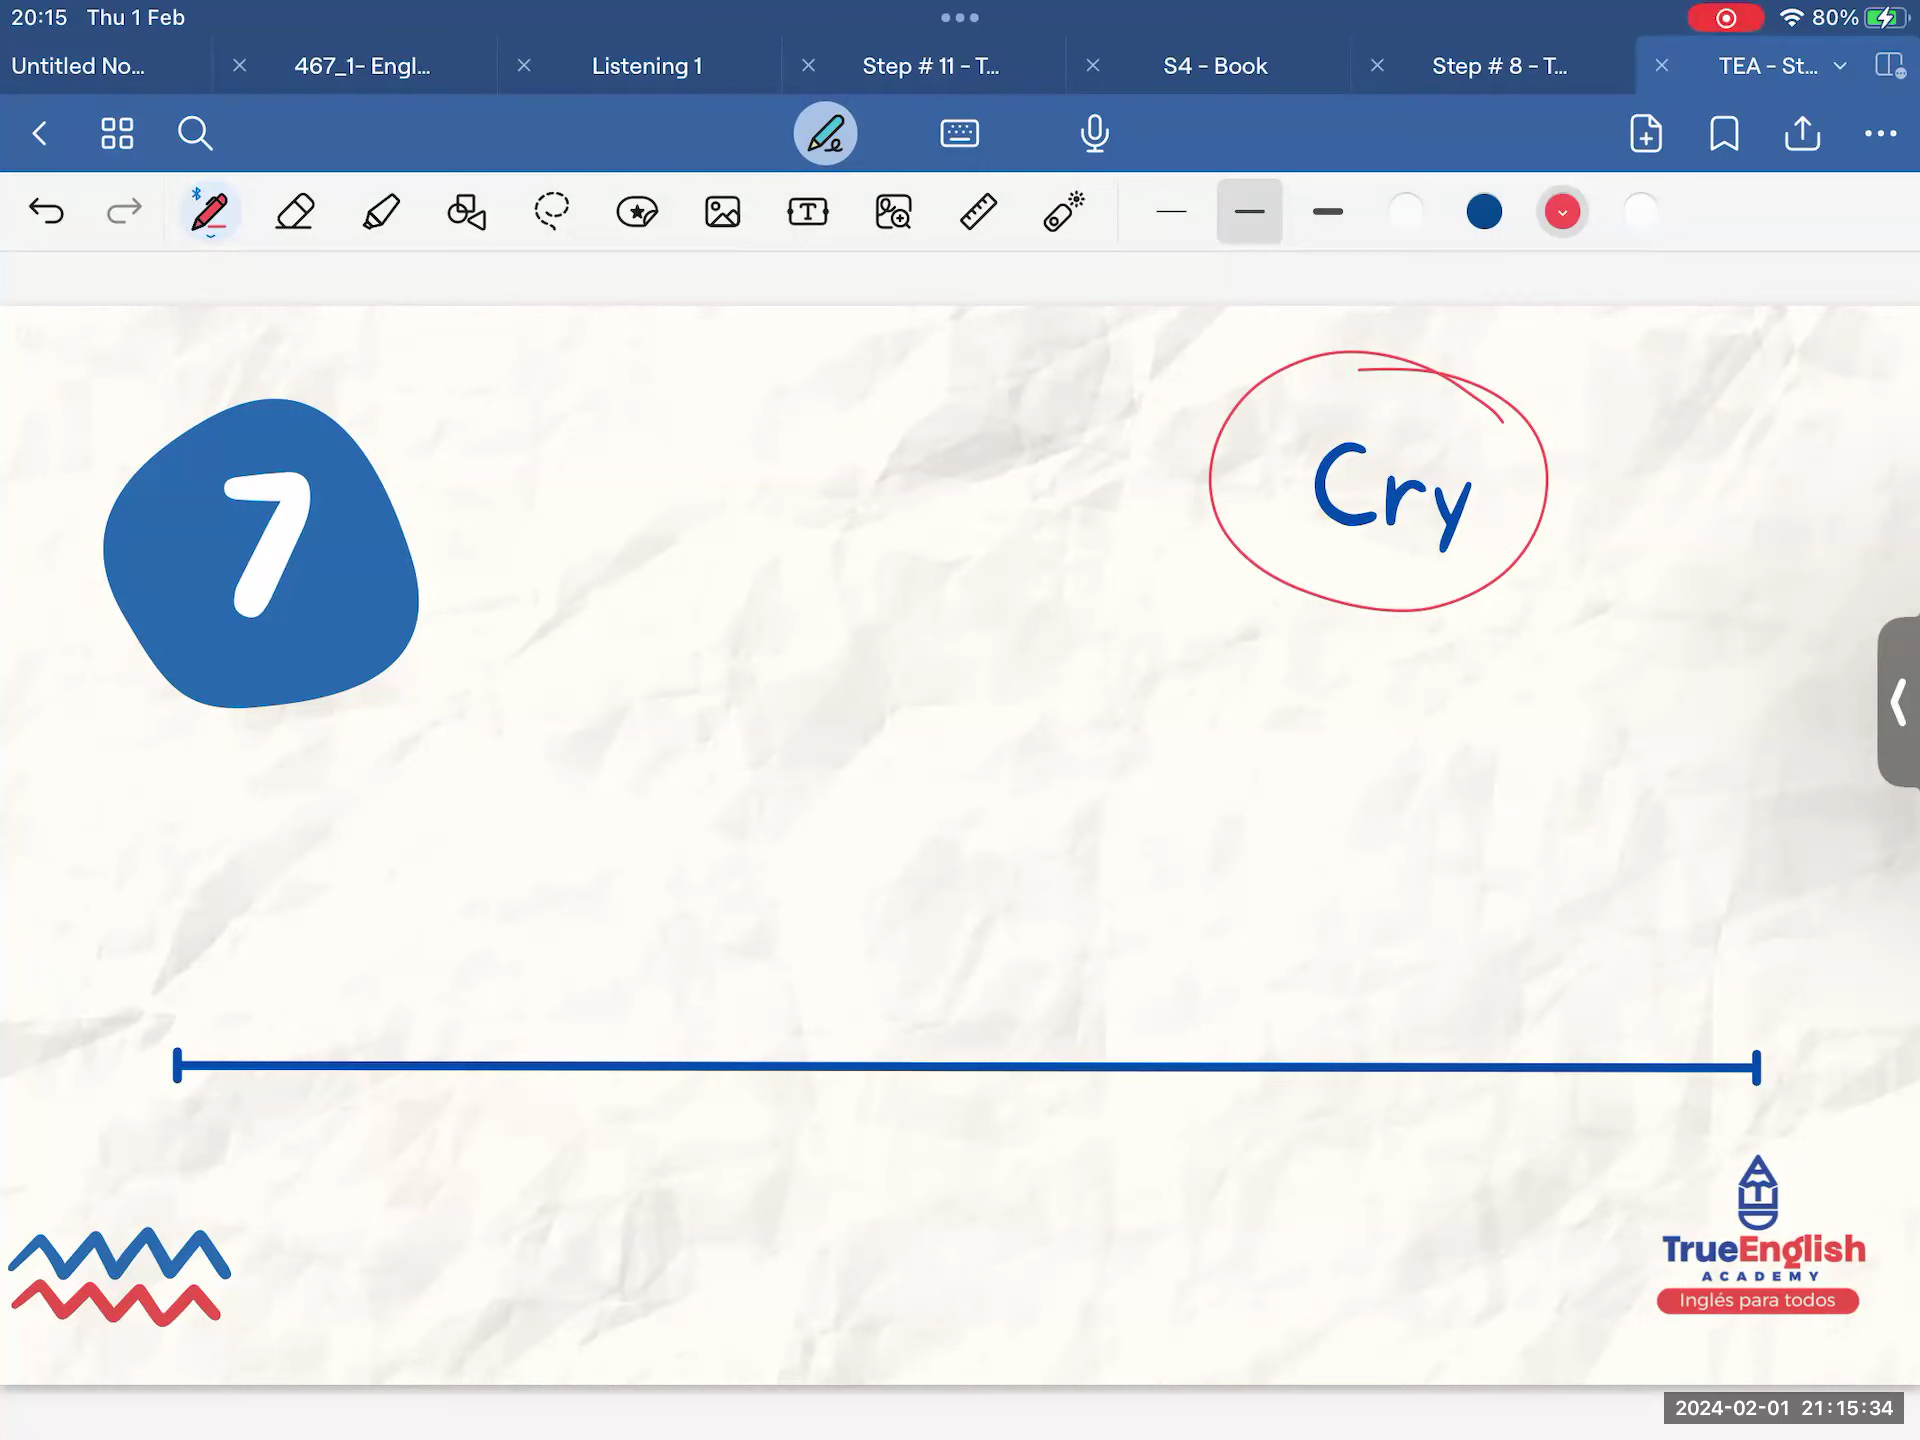 20:15 Thu 1 Feb
80%
Untitled No...
467_1- Engl...
Listening 1
Step # 11 - T...
S4 - Book
Step # 8 - T...
TEA - St...
7
Cry
TrueEnglish
ACADEMY
Inglés para todos
2024-02-01 21:15:34